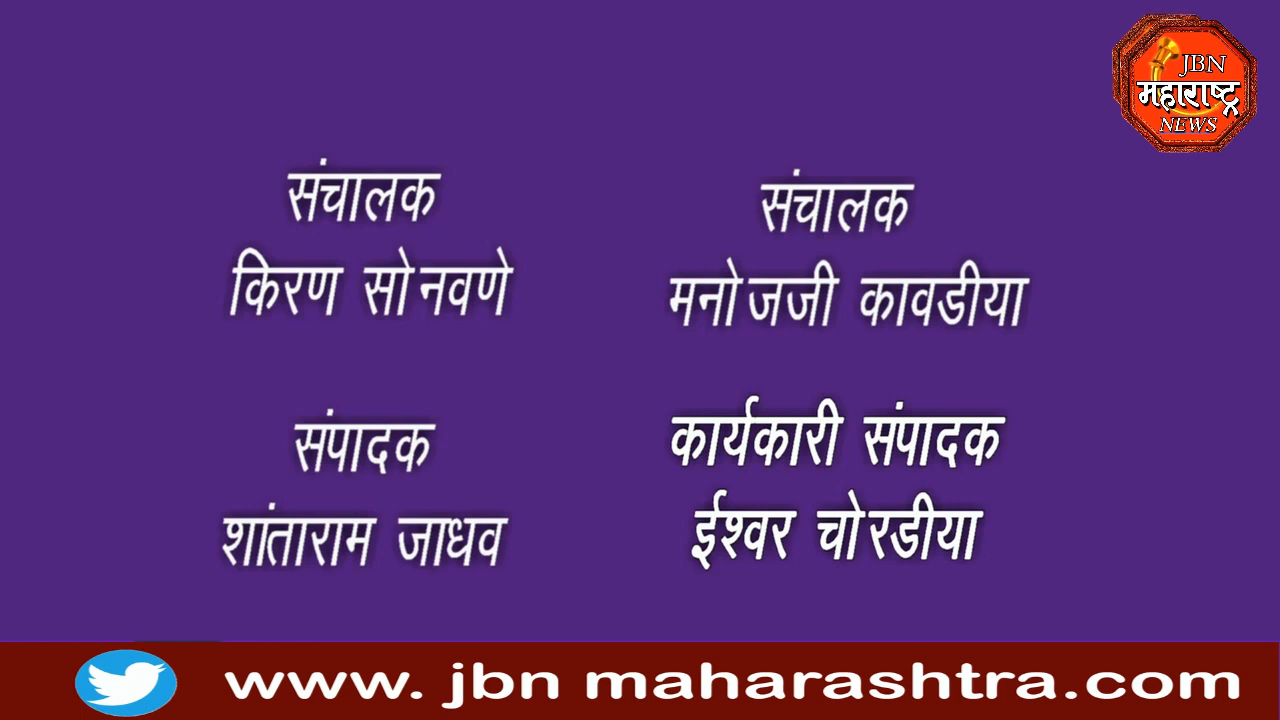 JBN
महाराष्ट्र
NEWS
संचालक
किरण सोनवणे
संचालक
मनोजजी कावडीया
संपादक
शांताराम जाधव
कार्यकारी संपादक
ईश्वर चोरडीया
www. jbn maharashtra.com